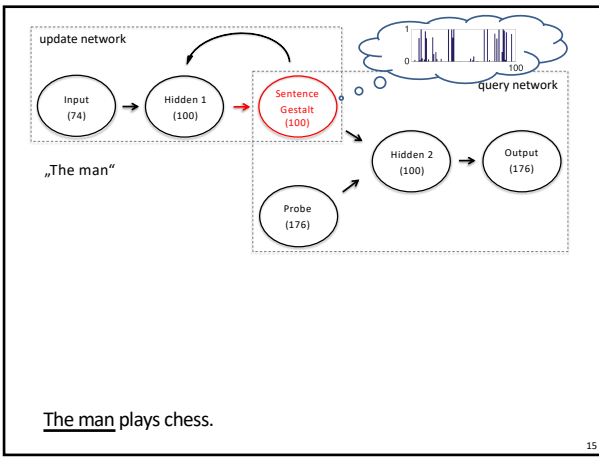 update network
1
0
100
query network
Input
(74)
Hidden 1
(100)
Sentence
Gestalt
(100)
Hidden 2
(100)
Output
(176)
„The man“
Probe
(176)
The man plays chess.
15